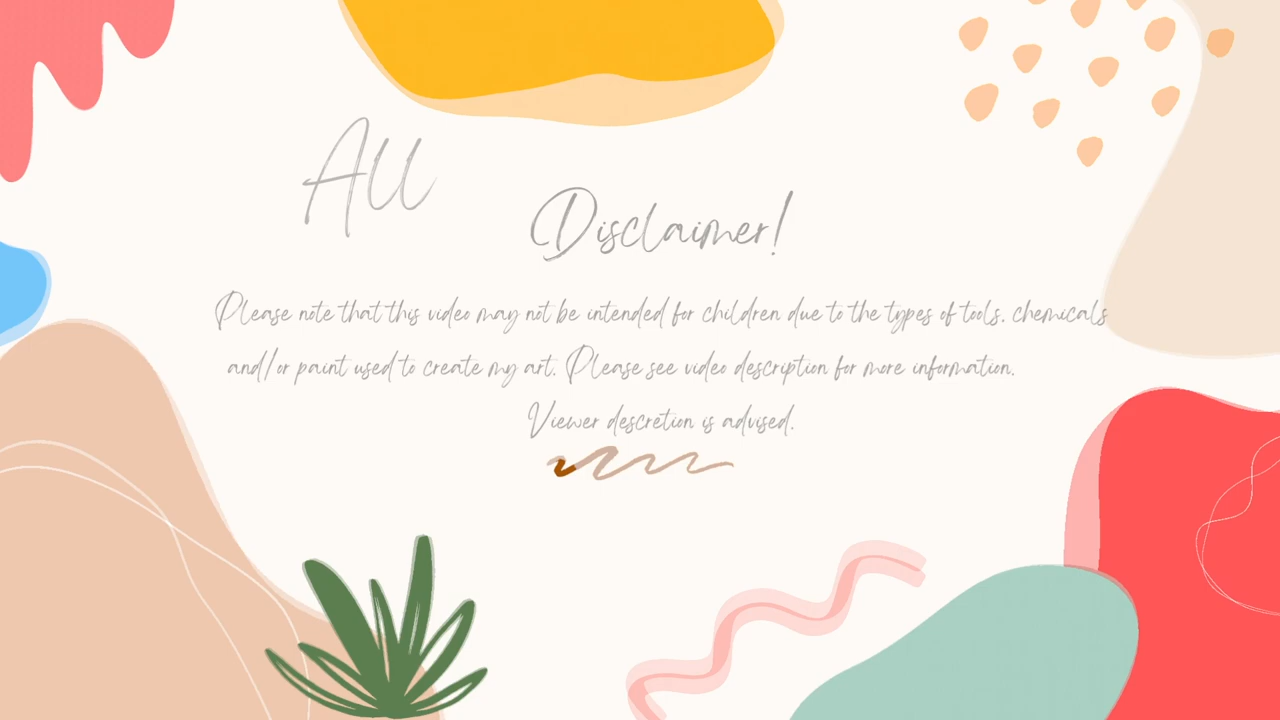 All
Disclaimer!
Please note that this video may not be intended for children due to the types of tools, chemicals
and/or paint used to create my art. Please see video description for more information.
Viewer descretion is advised.